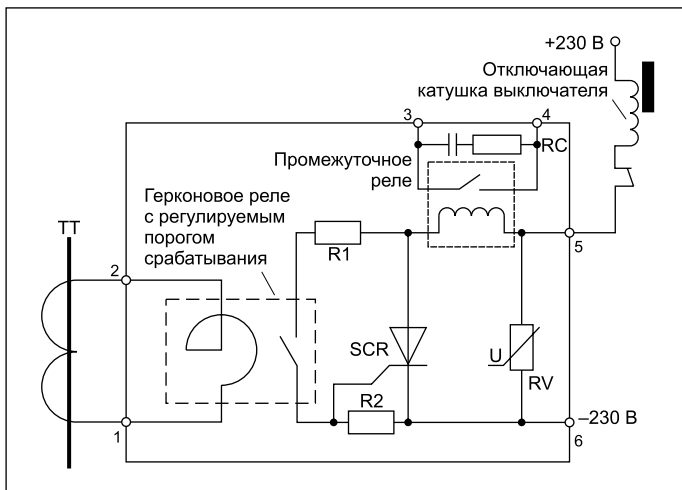 +230 В
Отключающая
катушка выключателя
3
4
RC
Промежуточное
реле
Герконовое реле
с регулируемым
порогом
срабатывания
ТТ
R1
5
2
SCR
U
RV
R2
1
–230 В
6